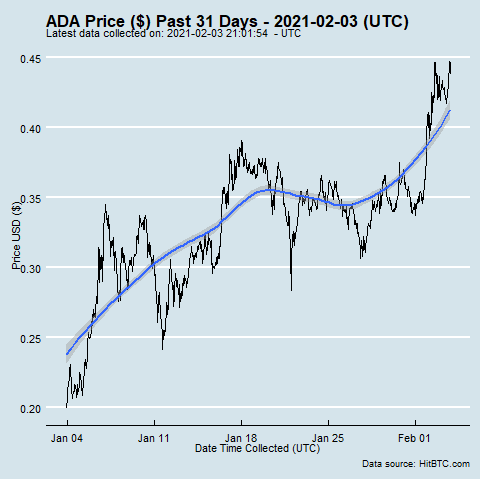 ADA Price ($) Past 31 Days - 2021-02-03 (UTC)
Latest data collected on: 2021-02-03 21:01:54 - UTC
0.45
0.40
0.35
0.30
0.25
0.20
Price USD ($)
Jan 04 Jan 11 Jan 18 Jan 25 Feb 01
Date Time Collected (UTC)
Data source: HitBTC.com